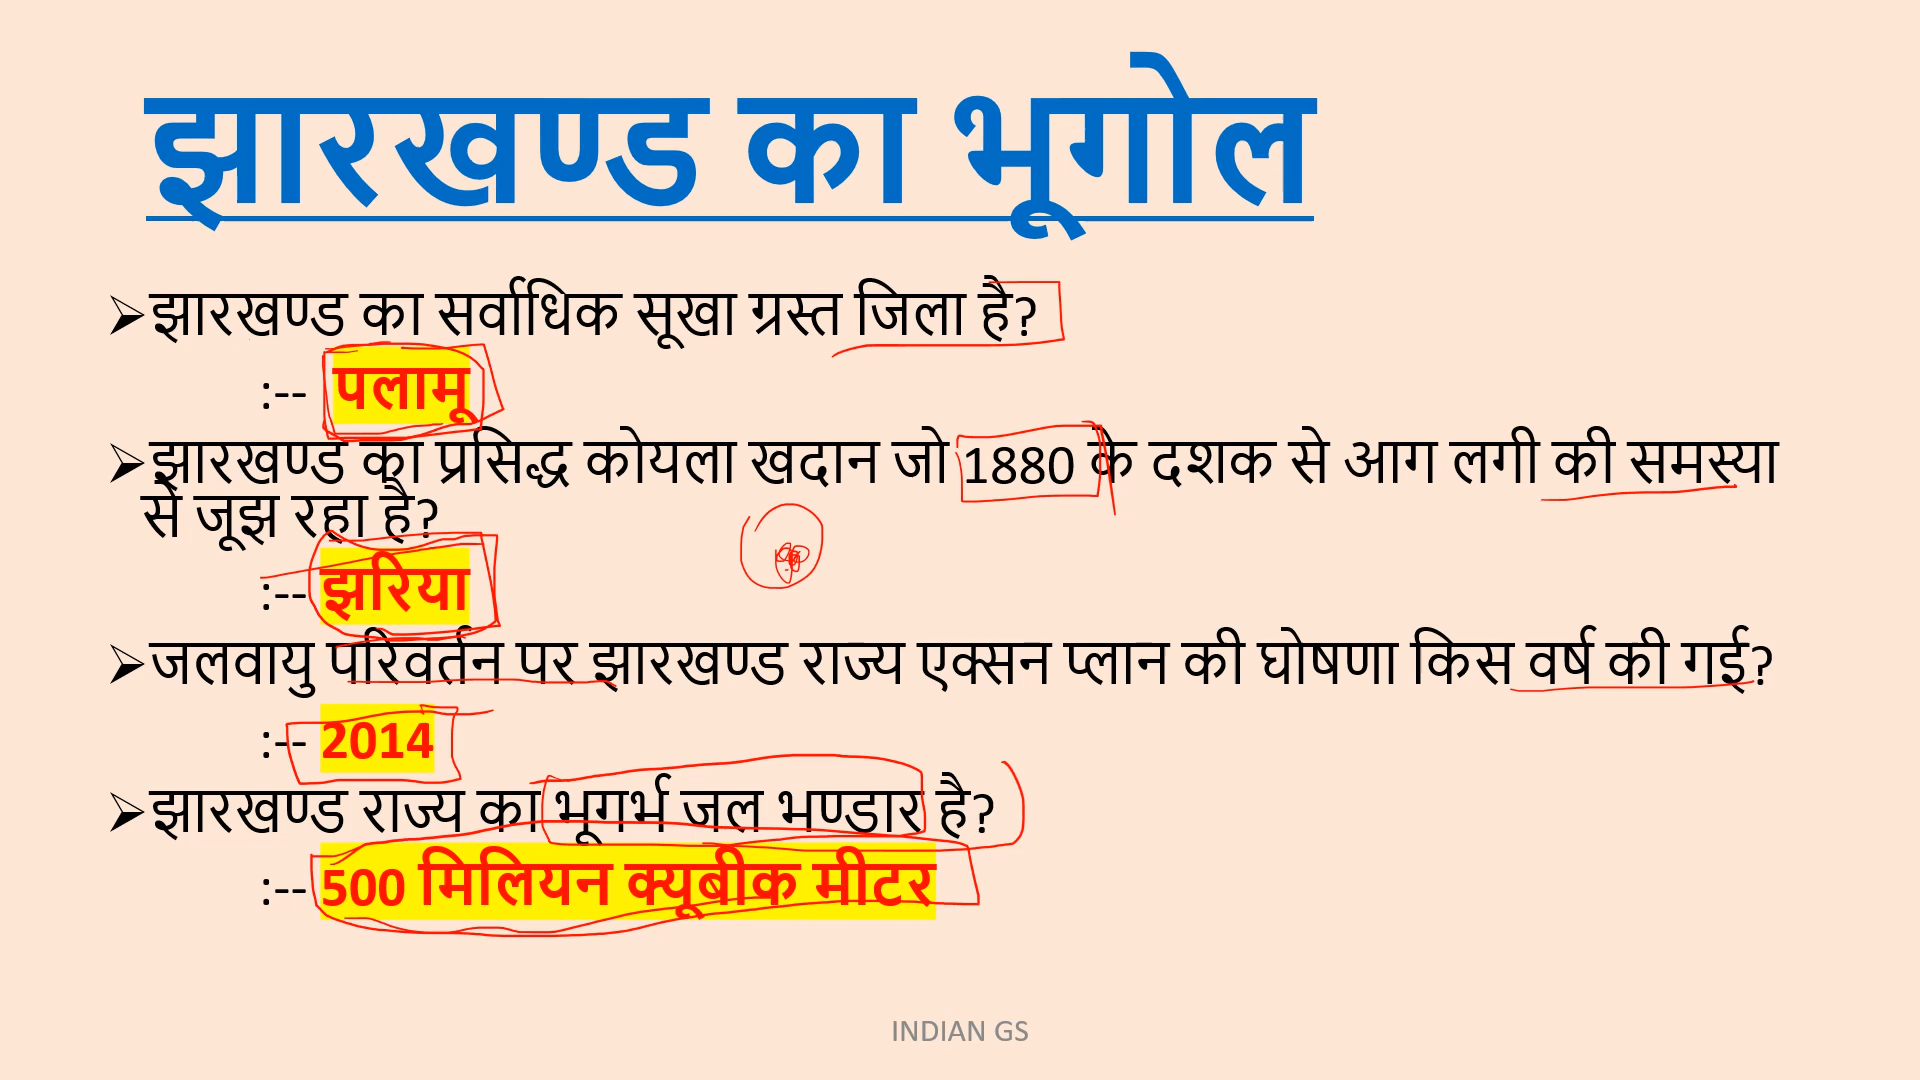 झारखण्ड का भूगोल
➢झारखण्ड का सर्वाधिक सूखा ग्रस्त जिला है?
:-- पलामू
➢झारखण्ड का प्रसिद्ध कोयला खदान जो 1880 के दशक से आग लगी की समस्या
से जूझ रहा है?
:-- झरिया
➢जलवायु परिवर्तन पर झारखण्ड राज्य एक्सन प्लान की घोषणा किस वर्ष की गई?
:-- 2014
➢झारखण्ड राज्य का भूगर्भ जल भण्डार है?
:-- 500 मिलियन क्यूबीक मीटर
INDIAN GS